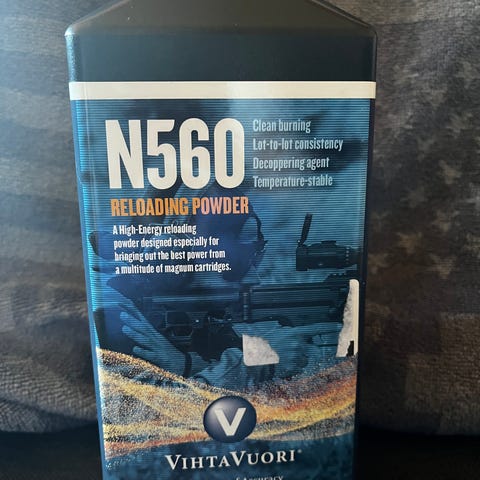 N560
RELOADING POWDER
Clean burning
Lot-to-lot consistency
Decoppering agent
Temperature-stable
A High-Energy reloading
powder designed especially for
bringing out the best power from
a multitude of magnum cartridges.
V
VIHTAVUORI®
Accuracy